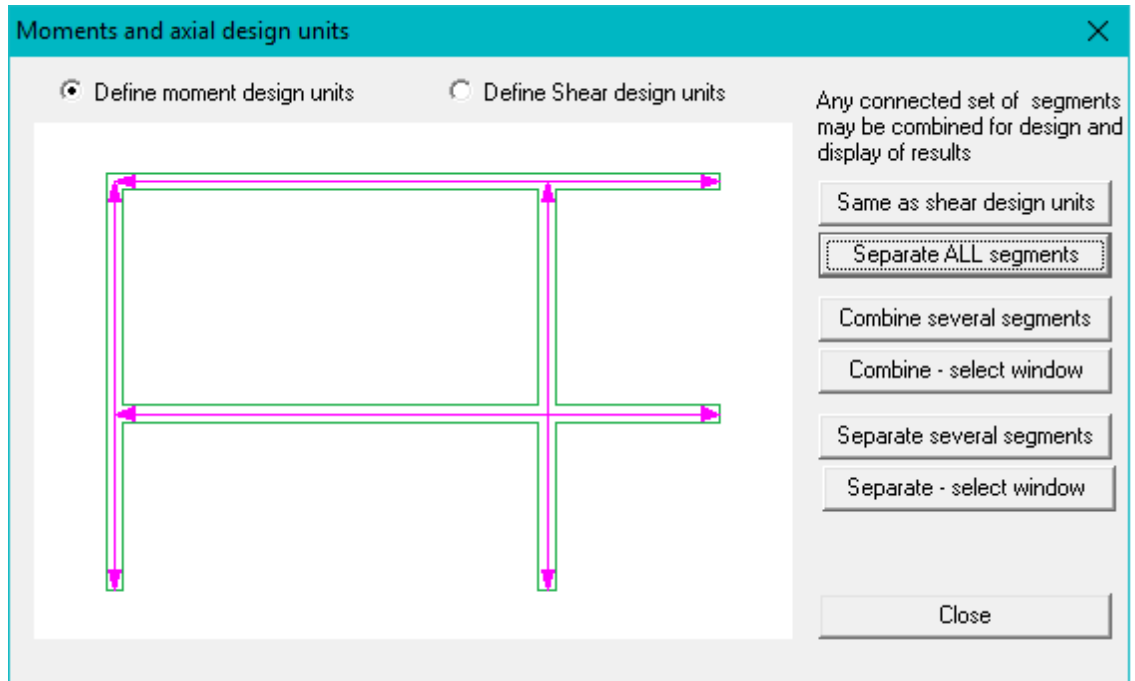 Moments and axial design units
Define moment design units
Define Shear design units
Any connected set of segments
may be combined for design and
display of results
Same as shear design units
Separate ALL segments
Combine several segments
Combine - select window
Separate several segments
Separate - select window
Close